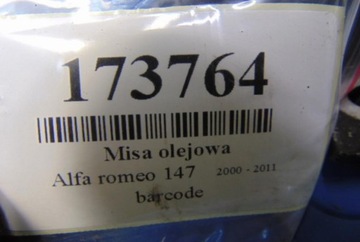 173764
Misa olejowa
Alfa romeo 147 2000 - 2011
barcode